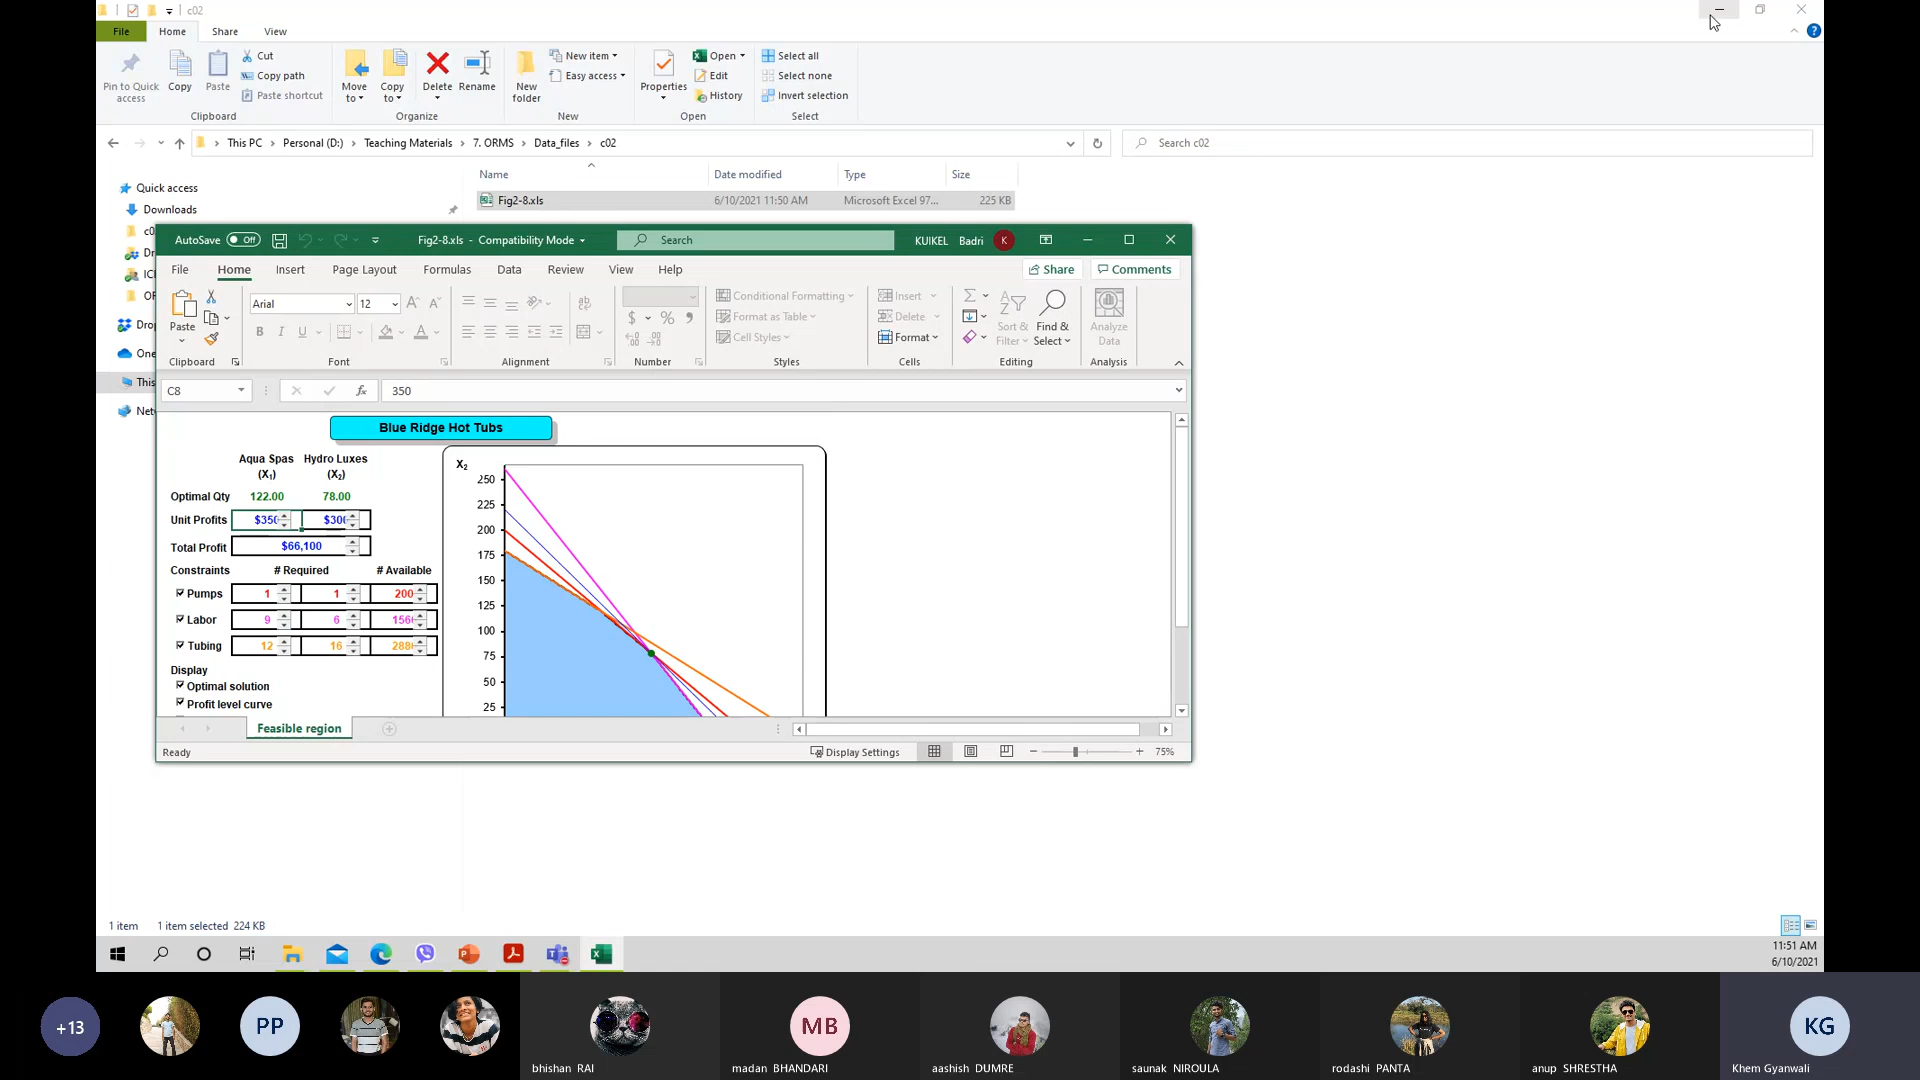 c02
File Home Share View
Pin to Quick access
Copy
Paste
Cut
Copy path
Paste shortcut
Clipboard
Move to
Copy to
Delete
Rename
Organize
New folder
New item
Easy access
New
Properties
Open
Edit
History
Open
Select all
Select none
Invert selection
Select
This PC > Personal (D:) > Teaching Materials > 7. ORMS > Data_files > c02
Search c02
Name Date modified Type Size
Fig2-8.xls 6/10/2021 11:50 AM Microsoft Excel 97... 225 KB
Quick access
Downloads
AutoSave Off Fig2-8.xls - Compatibility Mode Search KUIKEL Badri K
File Home Insert Page Layout Formulas Data Review View Help Share Comments
Paste
Clipboard
Arial 12
B I U
Font
ab
Alignment
$ % 9
Number
Conditional Formatting
Format as Table
Cell Styles
Styles
Insert
Delete
Format
Cells
Sort & Filter
Find & Select
Editing
Analyze Data
Analysis
C8 fx 350
Blue Ridge Hot Tubs
Aqua Spas (X1) Hydro Luxes (X2)
Optimal Qty 122.00 78.00
Unit Profits $350 $300
Total Profit $66,100
Constraints # Required # Available
Pumps 1 1 200
Labor 9 6 156
Tubing 12 16 288
Display
Optimal solution
Profit level curve
X2
250
225
200
175
150
125
100
75
50
25
Feasible region
Ready Display Settings 75%
1 item 1 item selected 224 KB
11:51 AM
6/10/2021
+13
PP
MB
KG
bhishan RAI
madan BHANDARI
aashish DUMRE
saunak NIROULA
rodashi PANTA
anup SHRESTHA
Khem Gyanwali